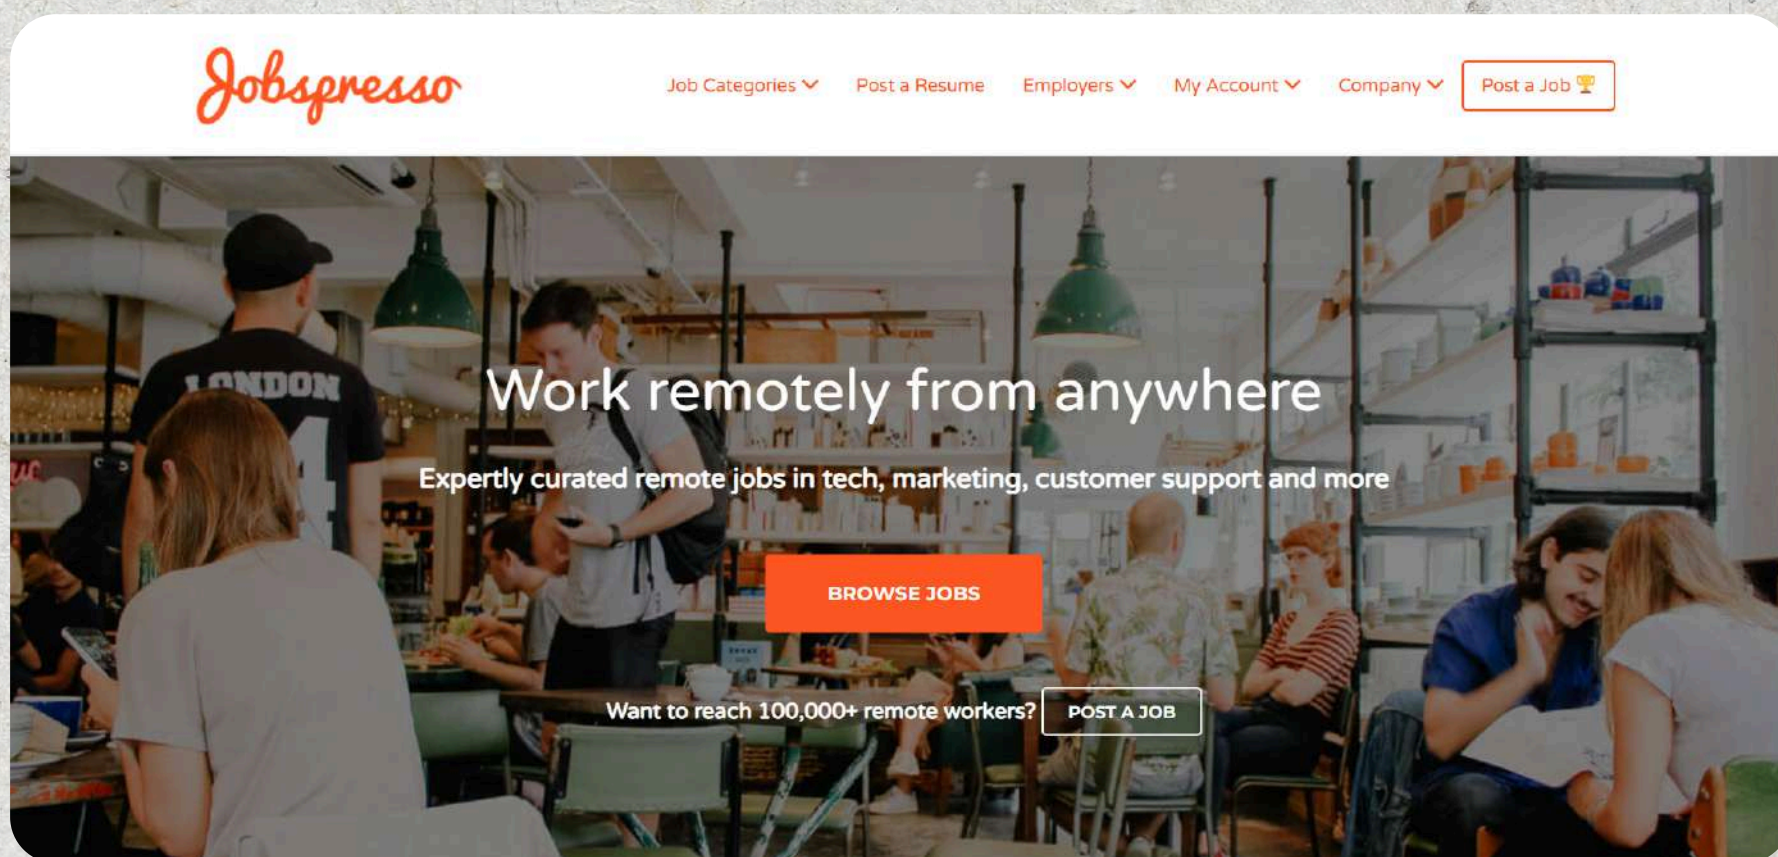 Jobspresso
Job Categories Post a Resume Employers My Account Company Post a Job 🏆
LONDON
4
Work remotely from anywhere
Expertly curated remote jobs in tech, marketing, customer support and more
BROWSE JOBS
Want to reach 100,000+ remote workers? POST A JOB